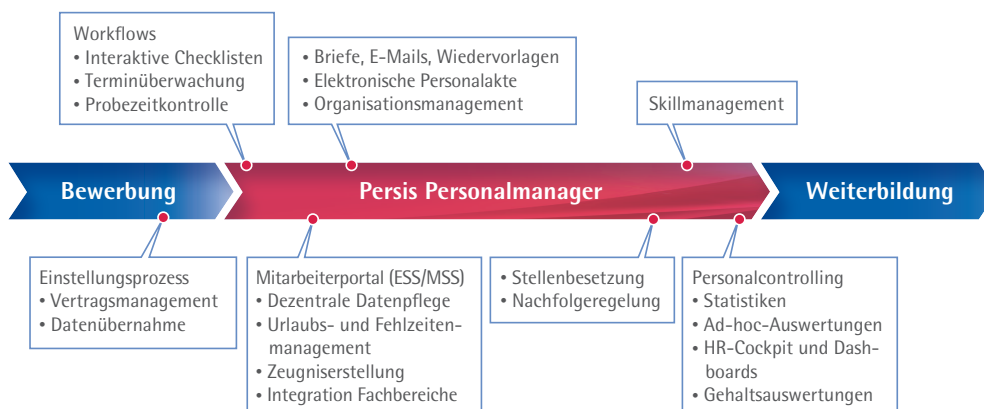 Workflows
• Interaktive Checklisten
• Terminüberwachung
• Probezeitkontrolle
• Briefe, E-Mails, Wiedervorlagen
• Elektronische Personalakte
• Organisationsmanagement
Skillmanagement
Bewerbung
Persis Personalmanager
Weiterbildung
Einstellungsprozess
• Vertragsmanagement
• Datenübernahme
Mitarbeiterportal (ESS/MSS)
• Dezentrale Datenpflege
• Urlaubs- und Fehlzeiten-
management
• Zeugniserstellung
• Integration Fachbereiche
• Stellenbesetzung
• Nachfolgeregelung
Personalcontrolling
• Statistiken
• Ad-hoc-Auswertungen
• HR-Cockpit und Dash-
boards
• Gehaltsauswertungen